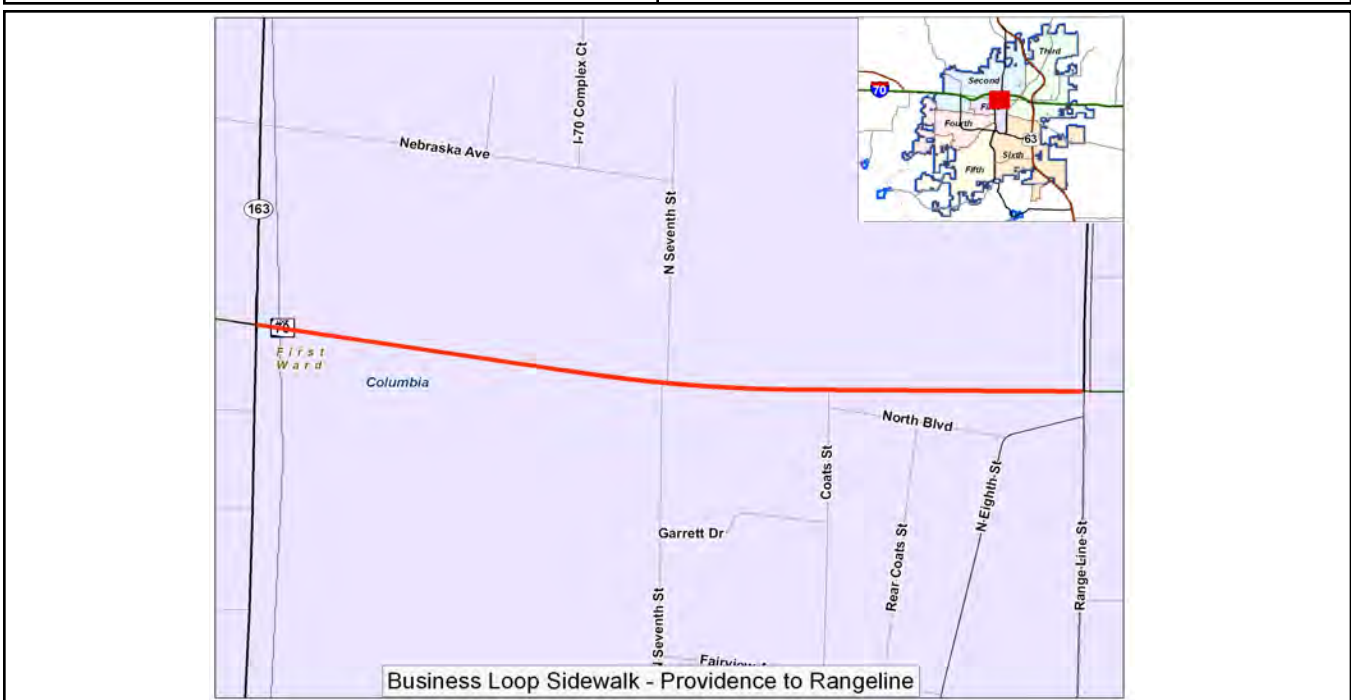 I-70 Complex Ct
Nebraska Ave
163
N Seventh St
Third
Second
70
Fourth
63
Sixth
Fifth
70
First
Ward
Columbia
North Blvd
Coats St
N Eighth St
Garrett Dr
Rear Coats St
Range Line St
N Seventh St
Business Loop Sidewalk - Providence to Rangeline